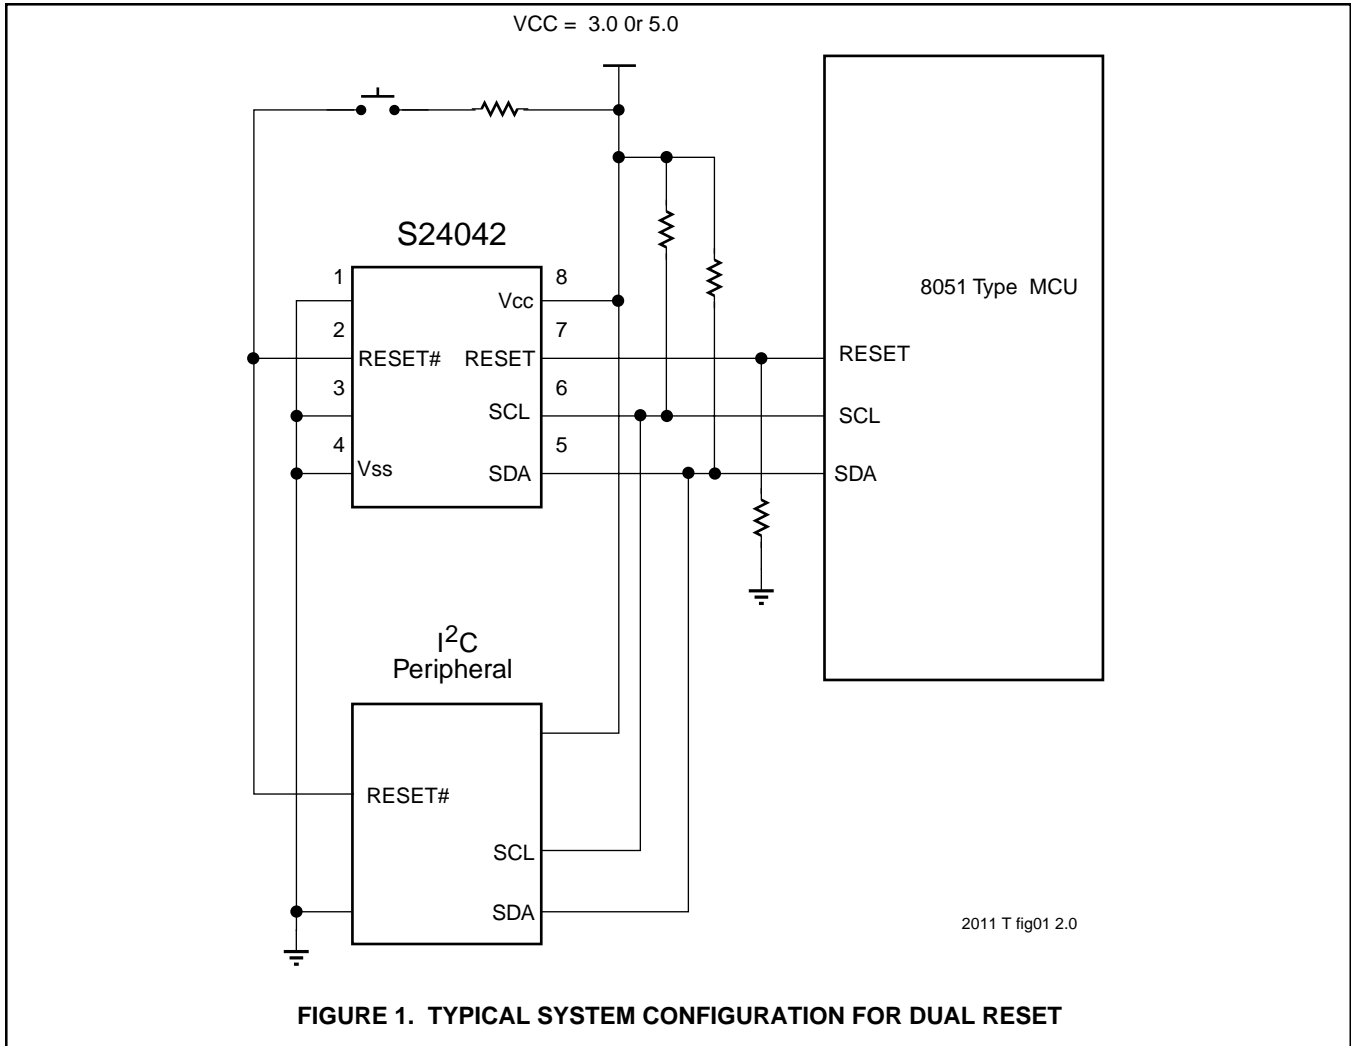 VCC = 3.0 0r 5.0
S24042
1
8
Vcc
2
7
RESET#
RESET
3
6
SCL
4
5
Vss
SDA
8051 Type MCU
RESET
SCL
SDA
I²C
Peripheral
RESET#
SCL
SDA
2011 T fig01 2.0
FIGURE 1. TYPICAL SYSTEM CONFIGURATION FOR DUAL RESET